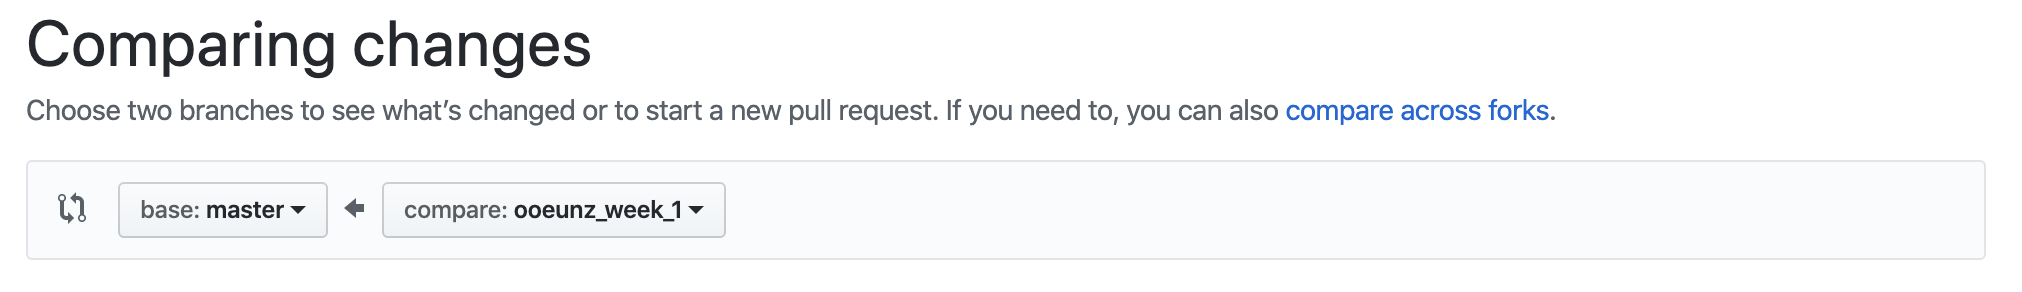 Comparing changes
Choose two branches to see what’s changed or to start a new pull request. If you need to, you can also compare across forks.
base: master compare: ooeunz_week_1